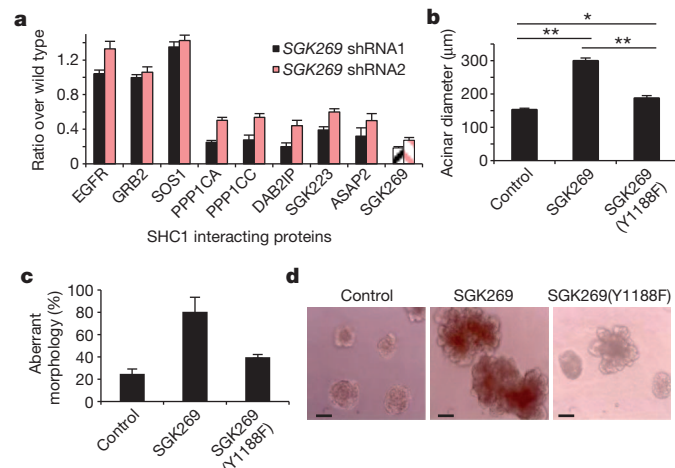 a
Ratio over wild type
1.2
0.8
0.4
0
SGK269 shRNA1
SGK269 shRNA2
EGFR
GRB2
SOS1
PPP1CA
PPP1CC
DAB2IP
SGK223
ASAP2
SGK269
SHC1 interacting proteins
b
Acinar diameter (µm)
400
300
200
100
0
*
**
**
Control
SGK269
SGK269
(Y1188F)
c
Aberrant
morphology (%)
100
80
60
40
20
0
Control
SGK269
SGK269
(Y1188F)
d
Control
SGK269
SGK269(Y1188F)